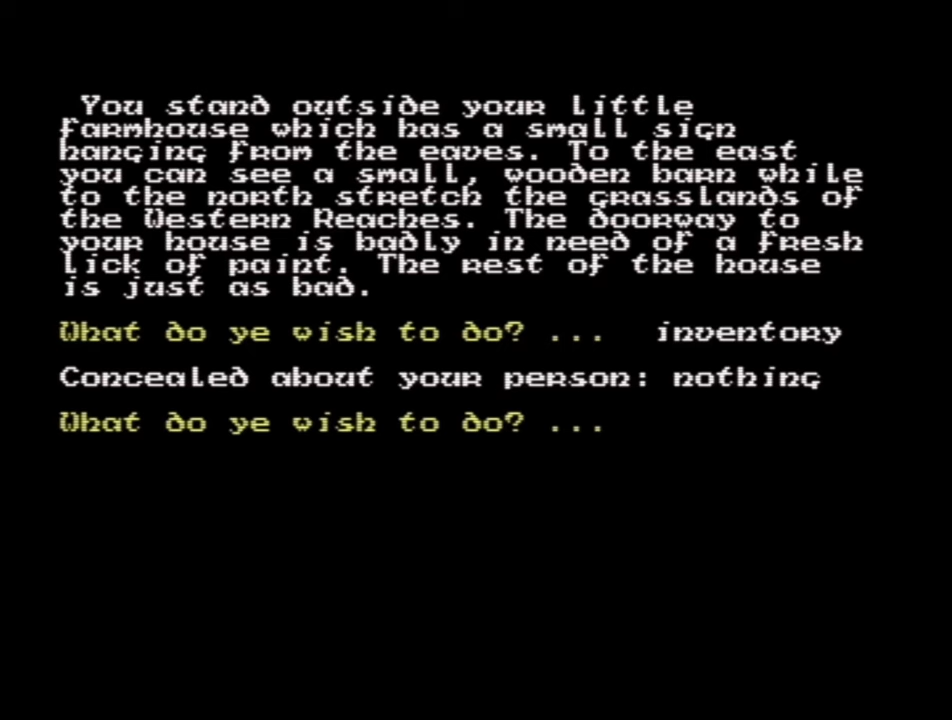 You stand outside your little
farmhouse which has a small sign
hanging from the eaves. To the east
you can see a small, wooden barn while
to the north stretch the grasslands of
the Western Reaches. The doorway to
your house is badly in need of a fresh
lick of paint. The rest of the house
is just as bad.
What do ye wish to do? ... inventory
Concealed about your person: nothing
What do ye wish to do? ...